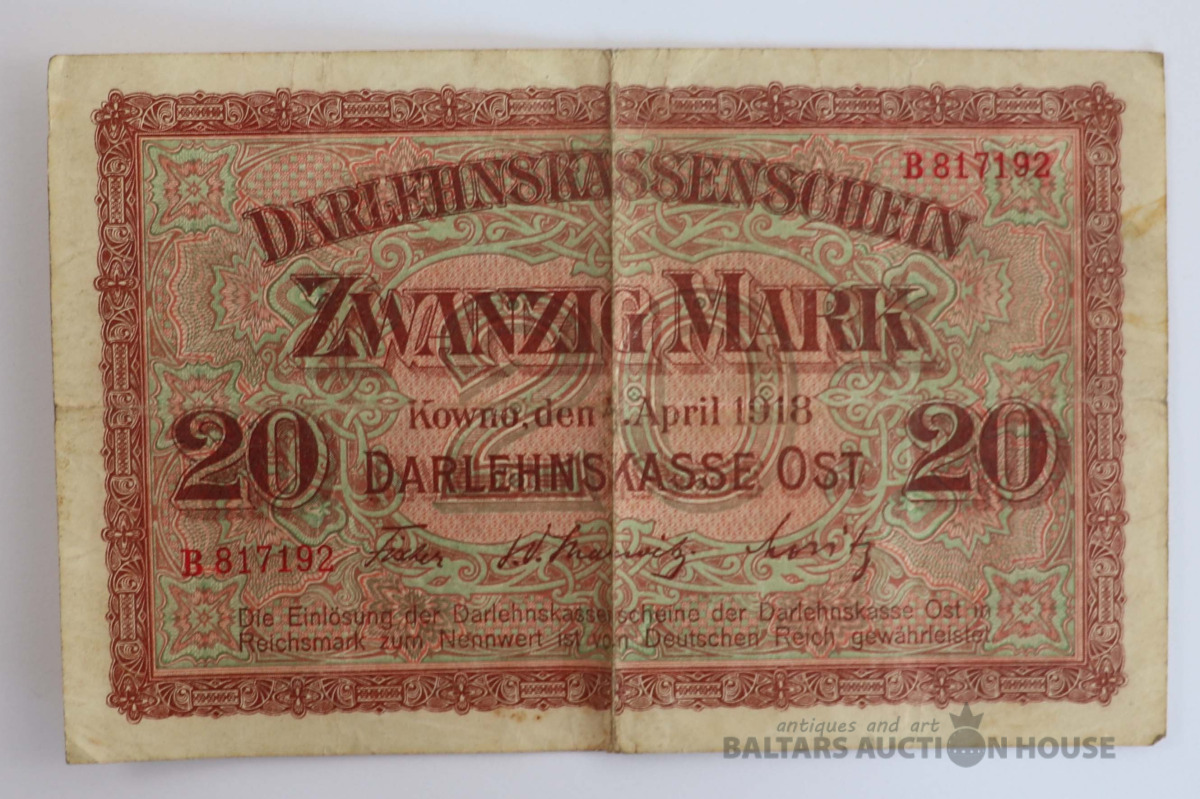 B 817192
DARLEHNSKASSENSCHEIN
ZWANZIG MARK
20
Kowno, den 4. April 1918
20
DARLEHNSKASSE OST
B 817192
Die Einlösung der Darlehnskassenscheine der Darlehnskasse Ost in
Reichsmark zum Nennwert ist vom Deutschen Reich gewährleistet
antiques and art
BALTARS AUCTION HOUSE